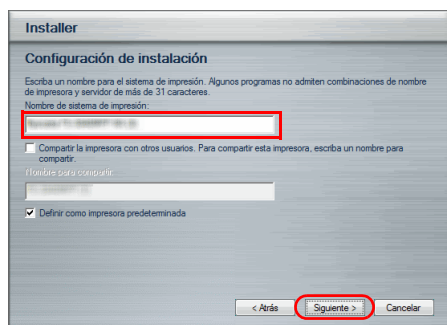 Installer
Configuración de instalación
Escriba un nombre para el sistema de impresión. Algunos programas no admiten combinaciones de nombre
de impresora y servidor de más de 31 caracteres.
Nombre de sistema de impresión:
Compartir la impresora con otros usuarios. Para compartir esta impresora, escriba un nombre para
compartir.
Nombre para compartir:
Definir como impresora predeterminada
< Atrás
Siguiente >
Cancelar